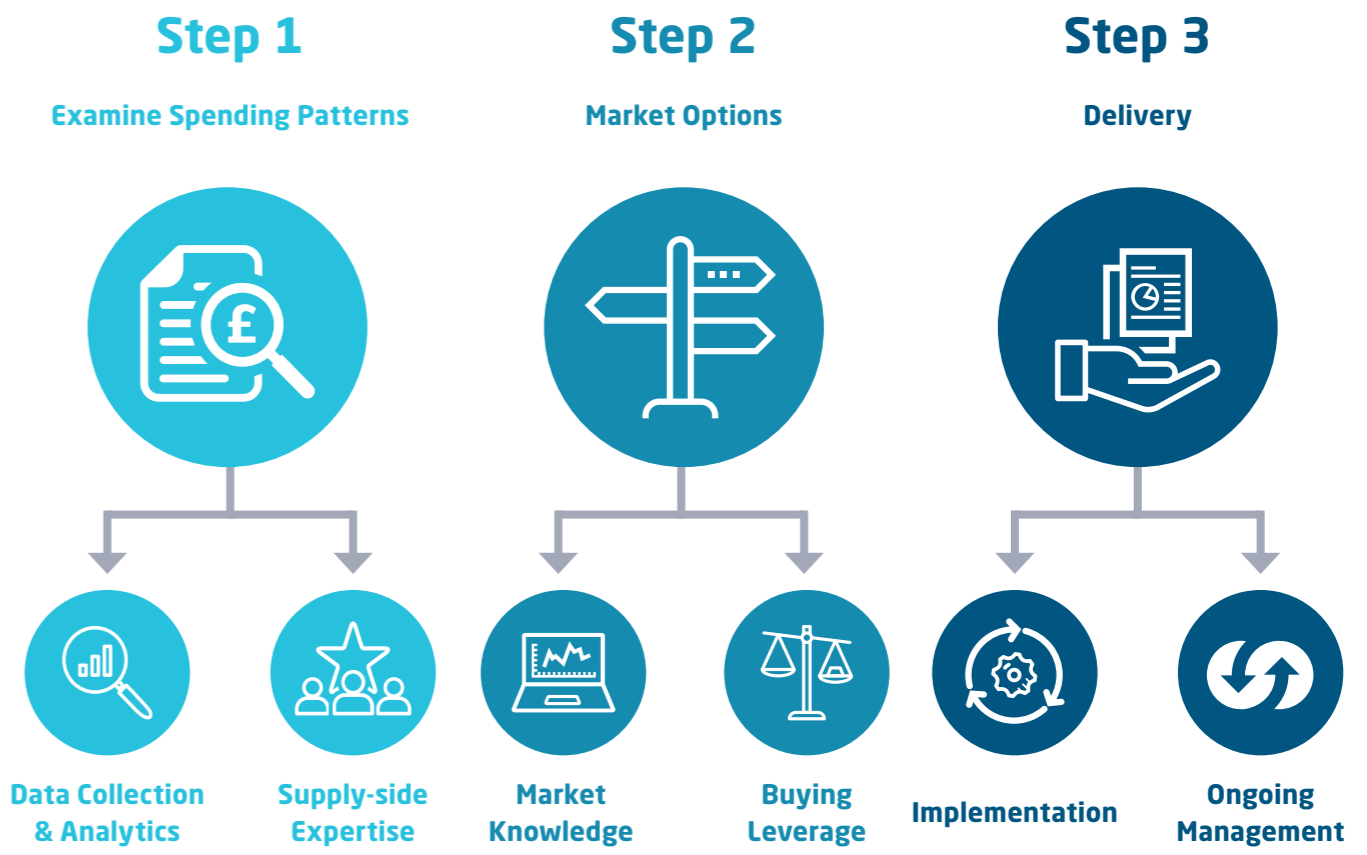 Step 1
Examine Spending Patterns
£
Data Collection
& Analytics
Supply-side
Expertise
Step 2
Market Options
Market
Knowledge
Buying
Leverage
Step 3
Delivery
Implementation
Ongoing
Management